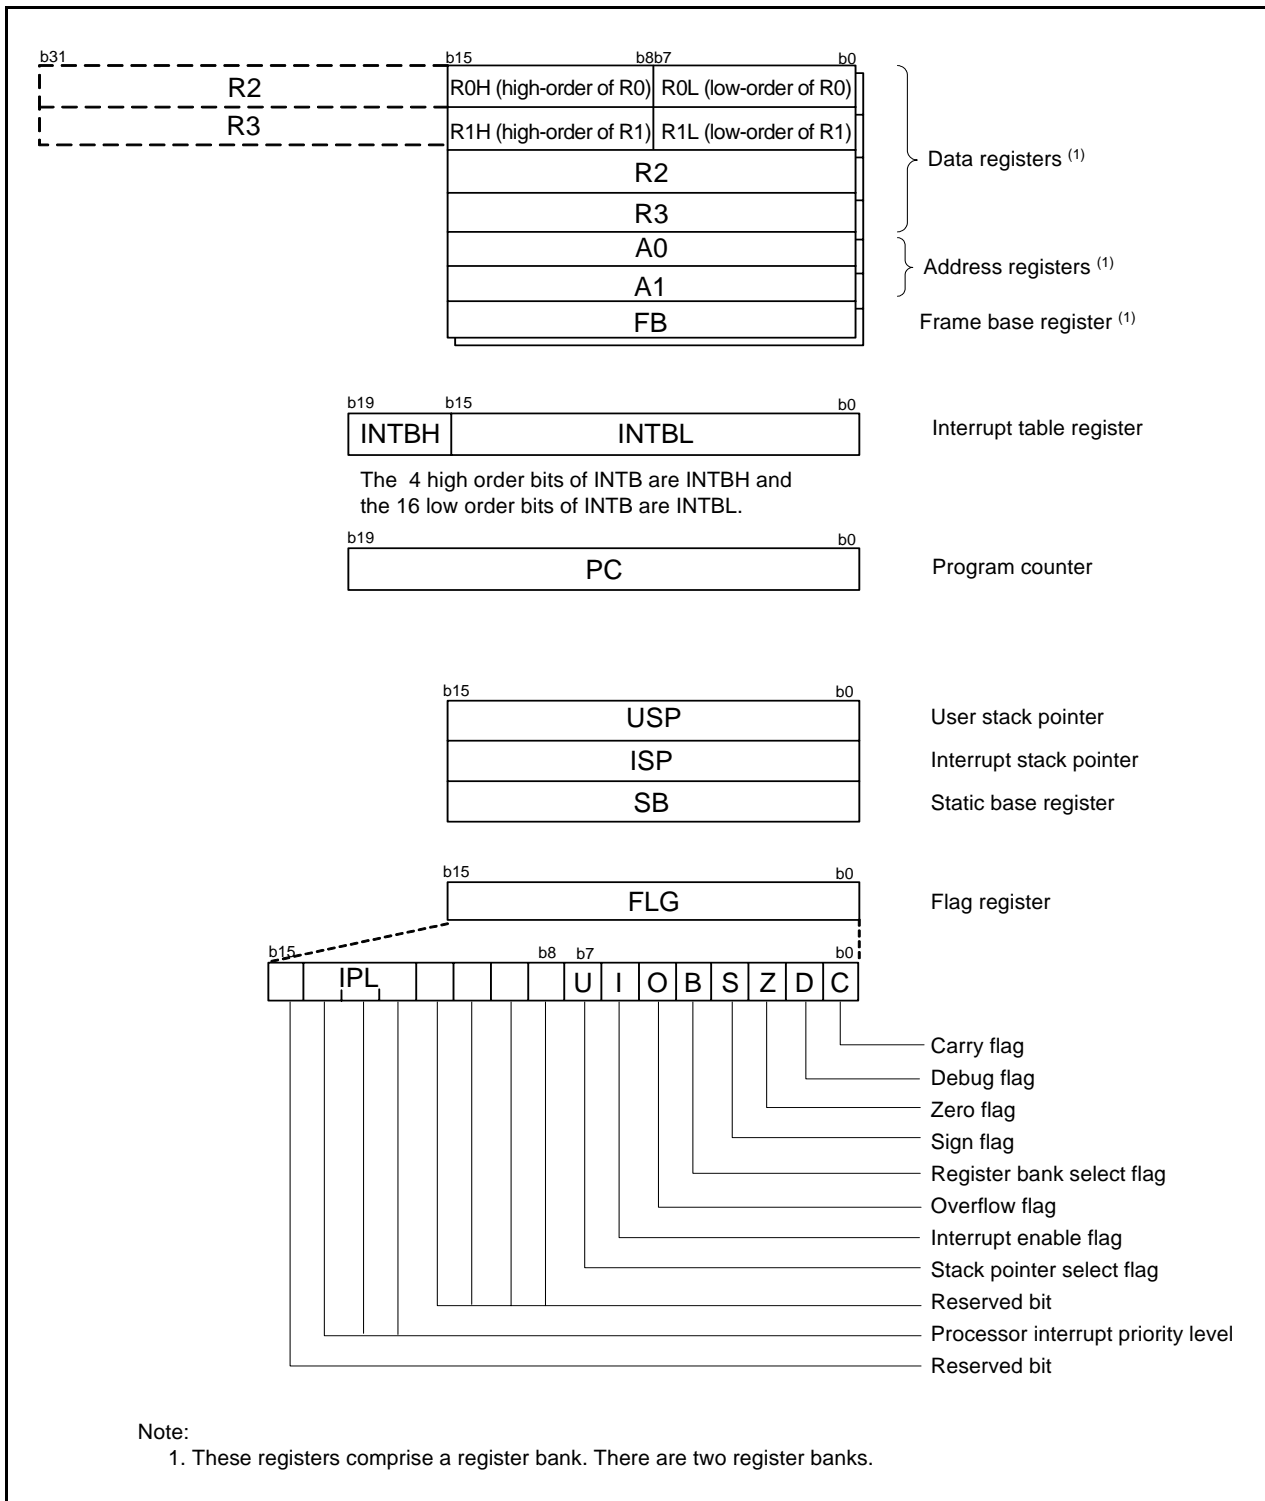 b31 b15 b8b7 b0
R2 R0H (high-order of R0) R0L (low-order of R0)
R3 R1H (high-order of R1) R1L (low-order of R1)
R2
R3
Data registers (1)
A0
A1
Address registers (1)
FB Frame base register (1)
b19 b15 b0
INTBH INTBL Interrupt table register
The 4 high order bits of INTB are INTBH and
the 16 low order bits of INTB are INTBL.
b19 b0
PC Program counter
b15 b0
USP User stack pointer
ISP Interrupt stack pointer
SB Static base register
b15 b0
FLG Flag register
b15 b8 b7 b0
IPL U I O B S Z D C
Carry flag
Debug flag
Zero flag
Sign flag
Register bank select flag
Overflow flag
Interrupt enable flag
Stack pointer select flag
Reserved bit
Processor interrupt priority level
Reserved bit
Note:
1. These registers comprise a register bank. There are two register banks.